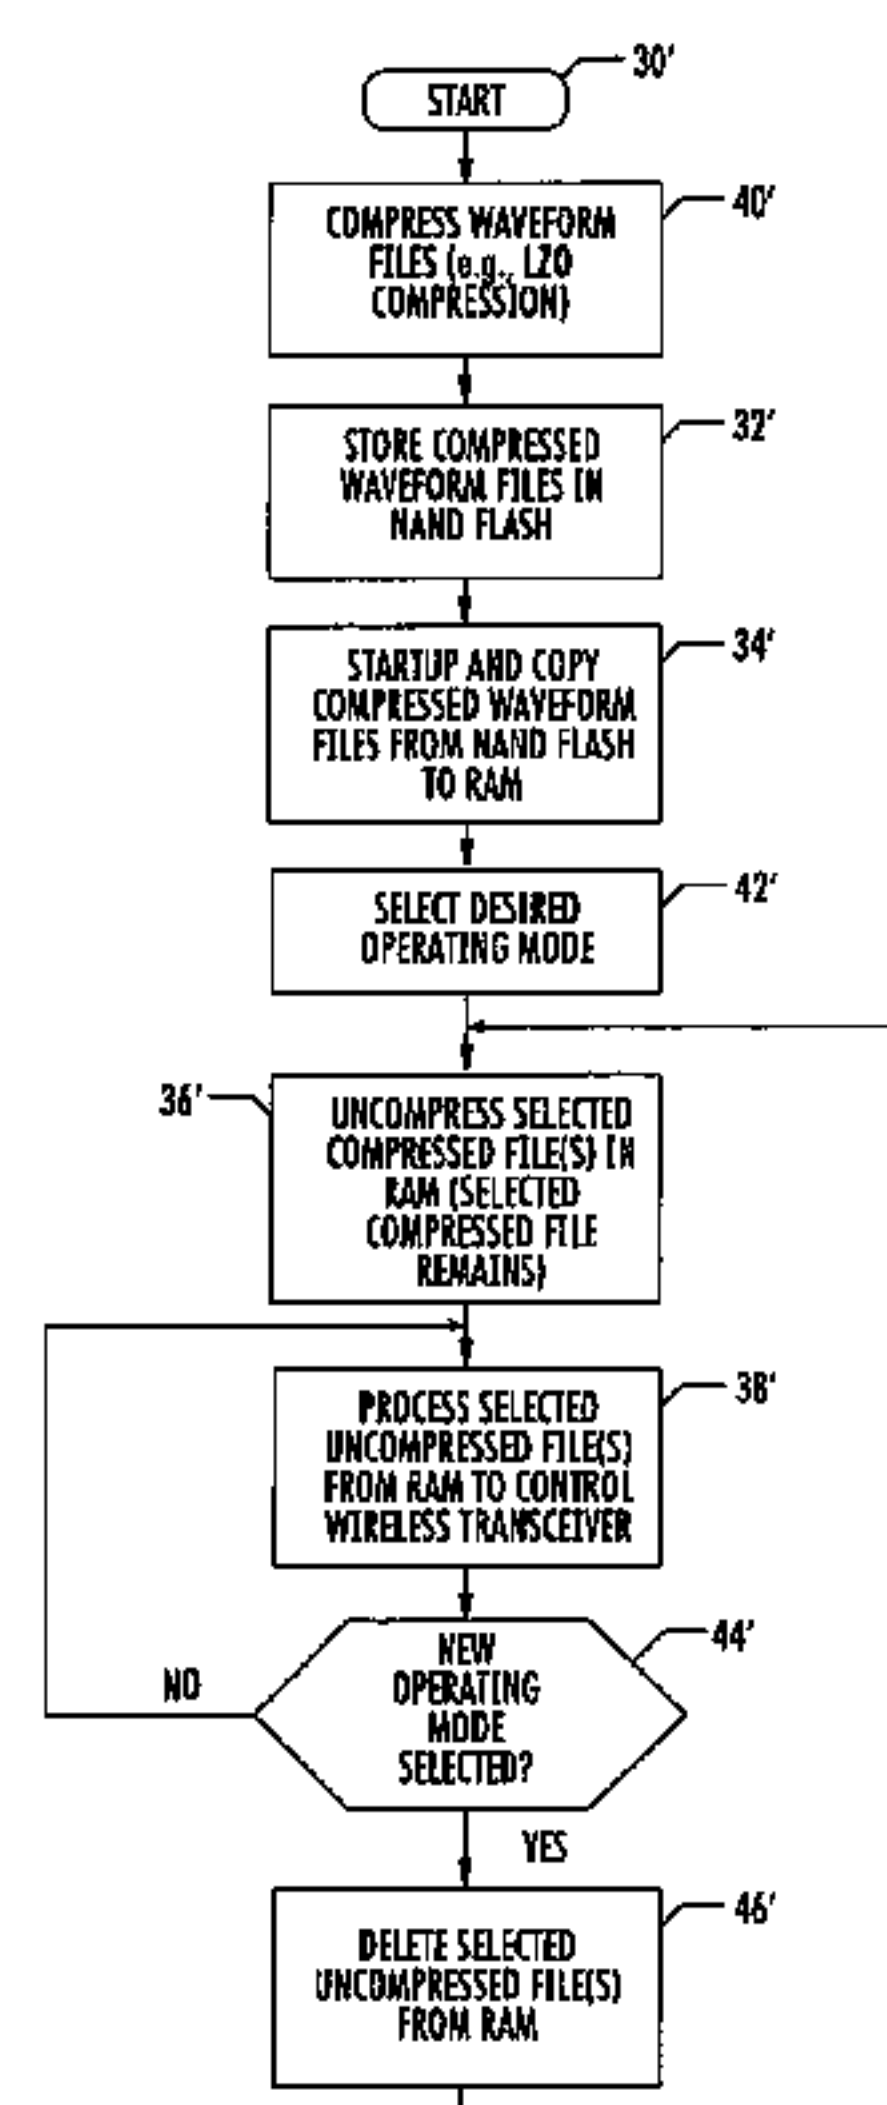 30'
START
40'
COMPRESS WAVEFORM
FILES (e.g., LZO
COMPRESSION)
32'
STORE COMPRESSED
WAVEFORM FILES IN
NAND FLASH
34'
STARTUP AND COPY
COMPRESSED WAVEFORM
FILES FROM NAND FLASH
TO RAM
42'
SELECT DESIRED
OPERATING MODE
36'
UNCOMPRESS SELECTED
COMPRESSED FILE(S) IN
RAM (SELECTED
COMPRESSED FILE
REMAINS)
38'
PROCESS SELECTED
UNCOMPRESSED FILE(S)
FROM RAM TO CONTROL
WIRELESS TRANSCEIVER
44'
NEW
OPERATING
MODE
SELECTED?
NO
YES
46'
DELETE SELECTED
UNCOMPRESSED FILE(S)
FROM RAM